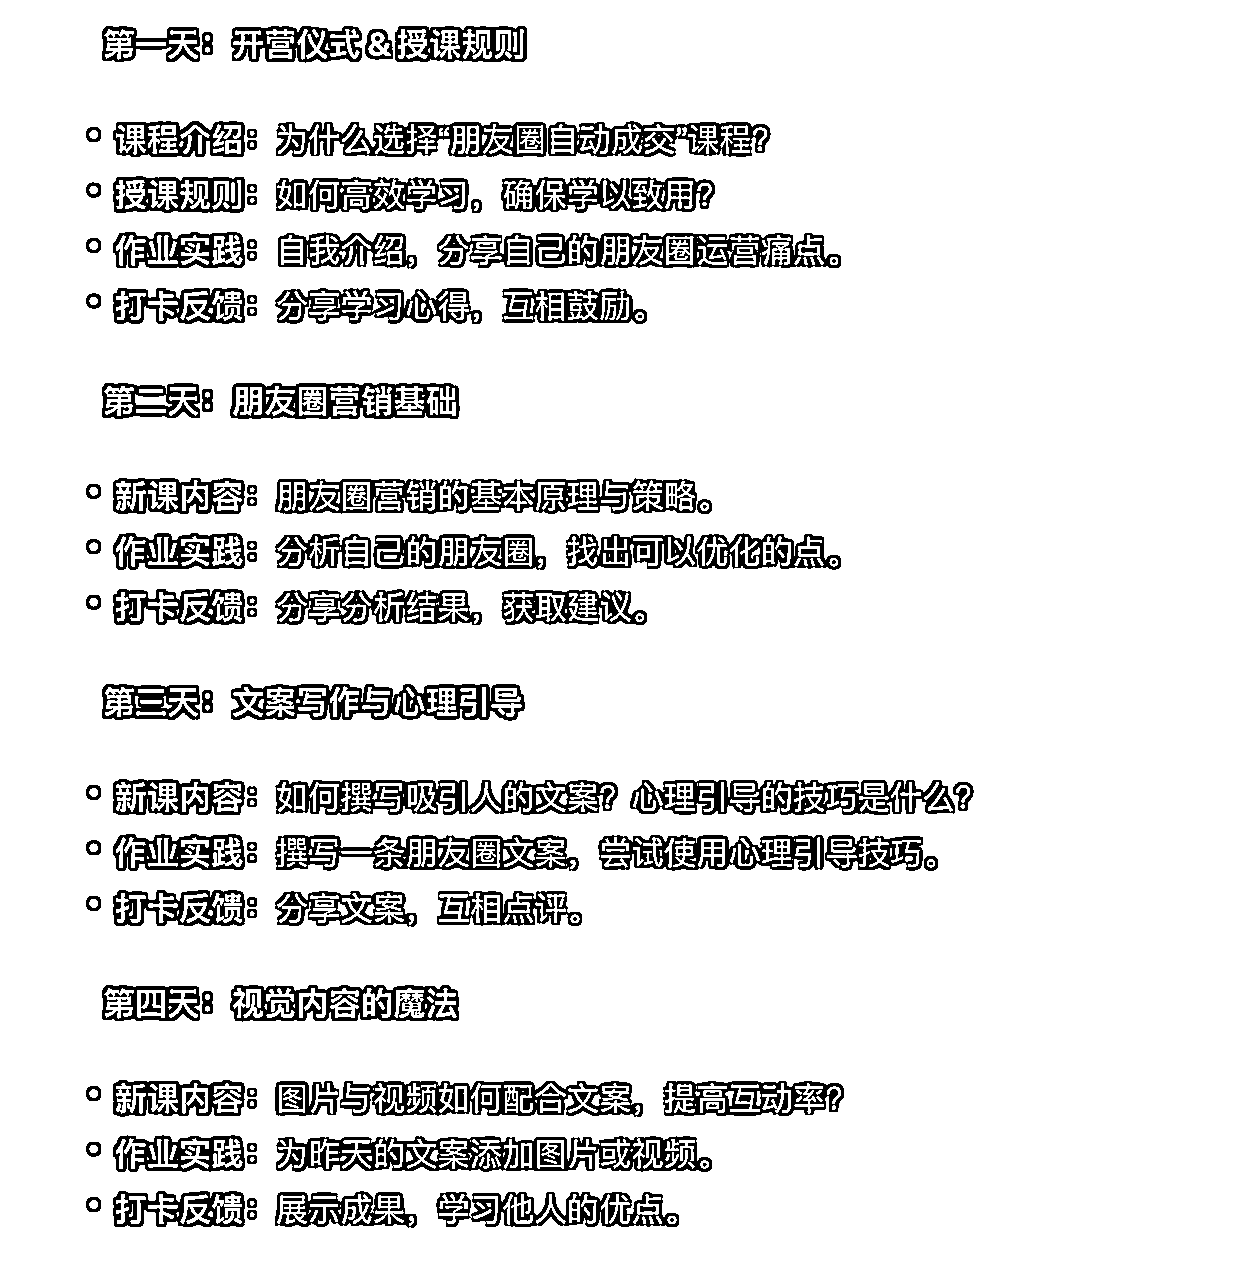 第一天：开营仪式 & 授课规则
课程介绍：为什么选择“朋友圈自动成交”课程？
授课规则：如何高效学习，确保学以致用？
作业实践：自我介绍，分享自己的朋友圈运营痛点。
打卡反馈：分享学习心得，互相鼓励。
第二天：朋友圈营销基础
新课内容：朋友圈营销的基本原理与策略。
作业实践：分析自己的朋友圈，找出可以优化的点。
打卡反馈：分享分析结果，获取建议。
第三天：文案写作与心理引导
新课内容：如何撰写吸引人的文案？心理引导的技巧是什么？
作业实践：撰写一条朋友圈文案，尝试使用心理引导技巧。
打卡反馈：分享文案，互相点评。
第四天：视觉内容的魔法
新课内容：图片与视频如何配合文案，提高互动率？
作业实践：为昨天的文案添加图片或视频。
打卡反馈：展示成果，学习他人的优点。